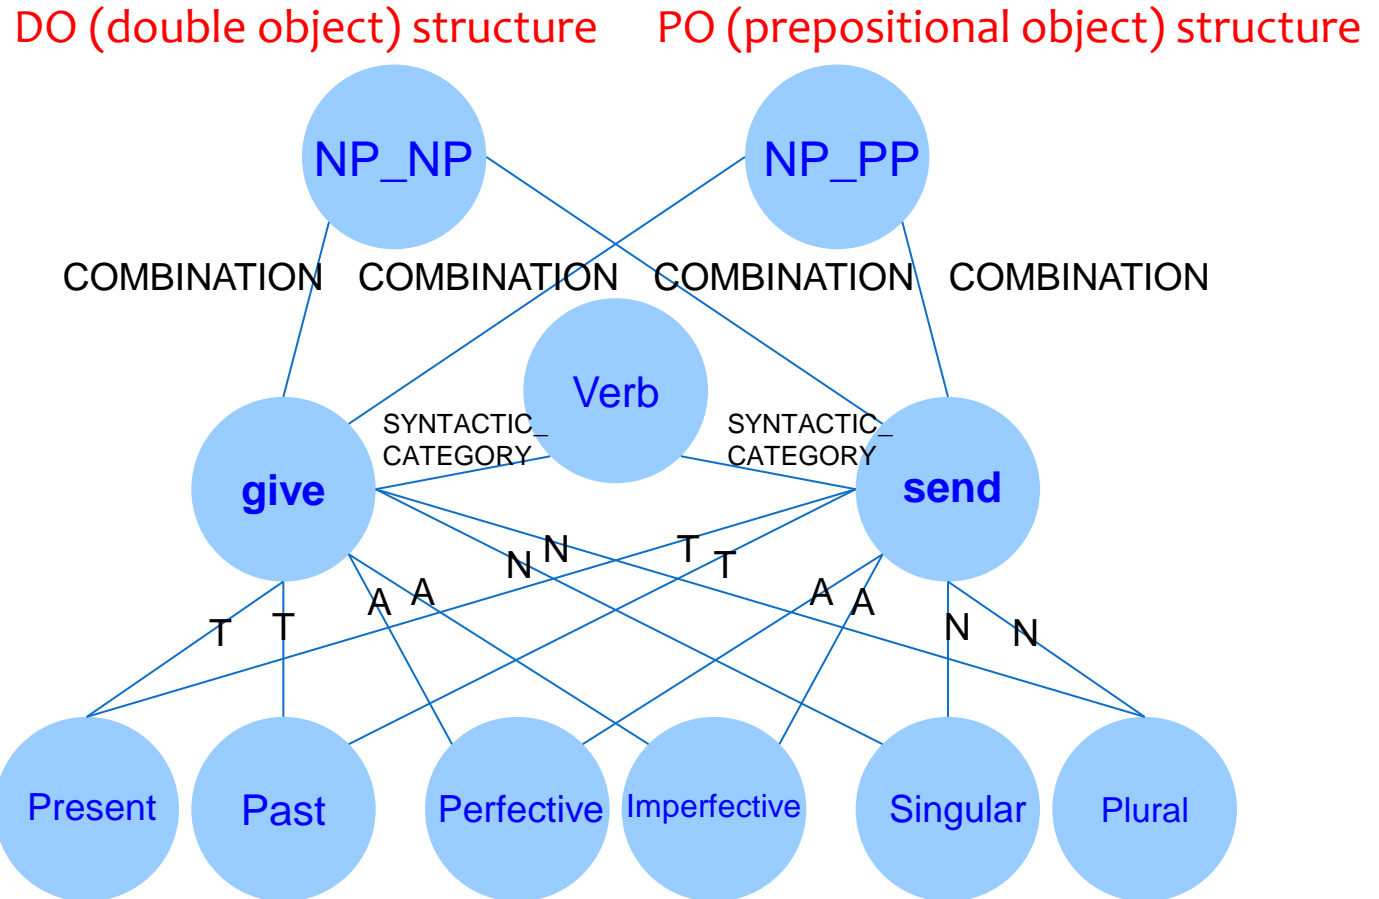 DO (double object) structure PO (prepositional object) structure
NP_NP NP_PP
COMBINATION COMBINATION COMBINATION COMBINATION
Verb
SYNTACTIC_ SYNTACTIC_
CATEGORY CATEGORY
give send
N N T T
A A A A
T T N N
Present Past Perfective Imperfective Singular Plural